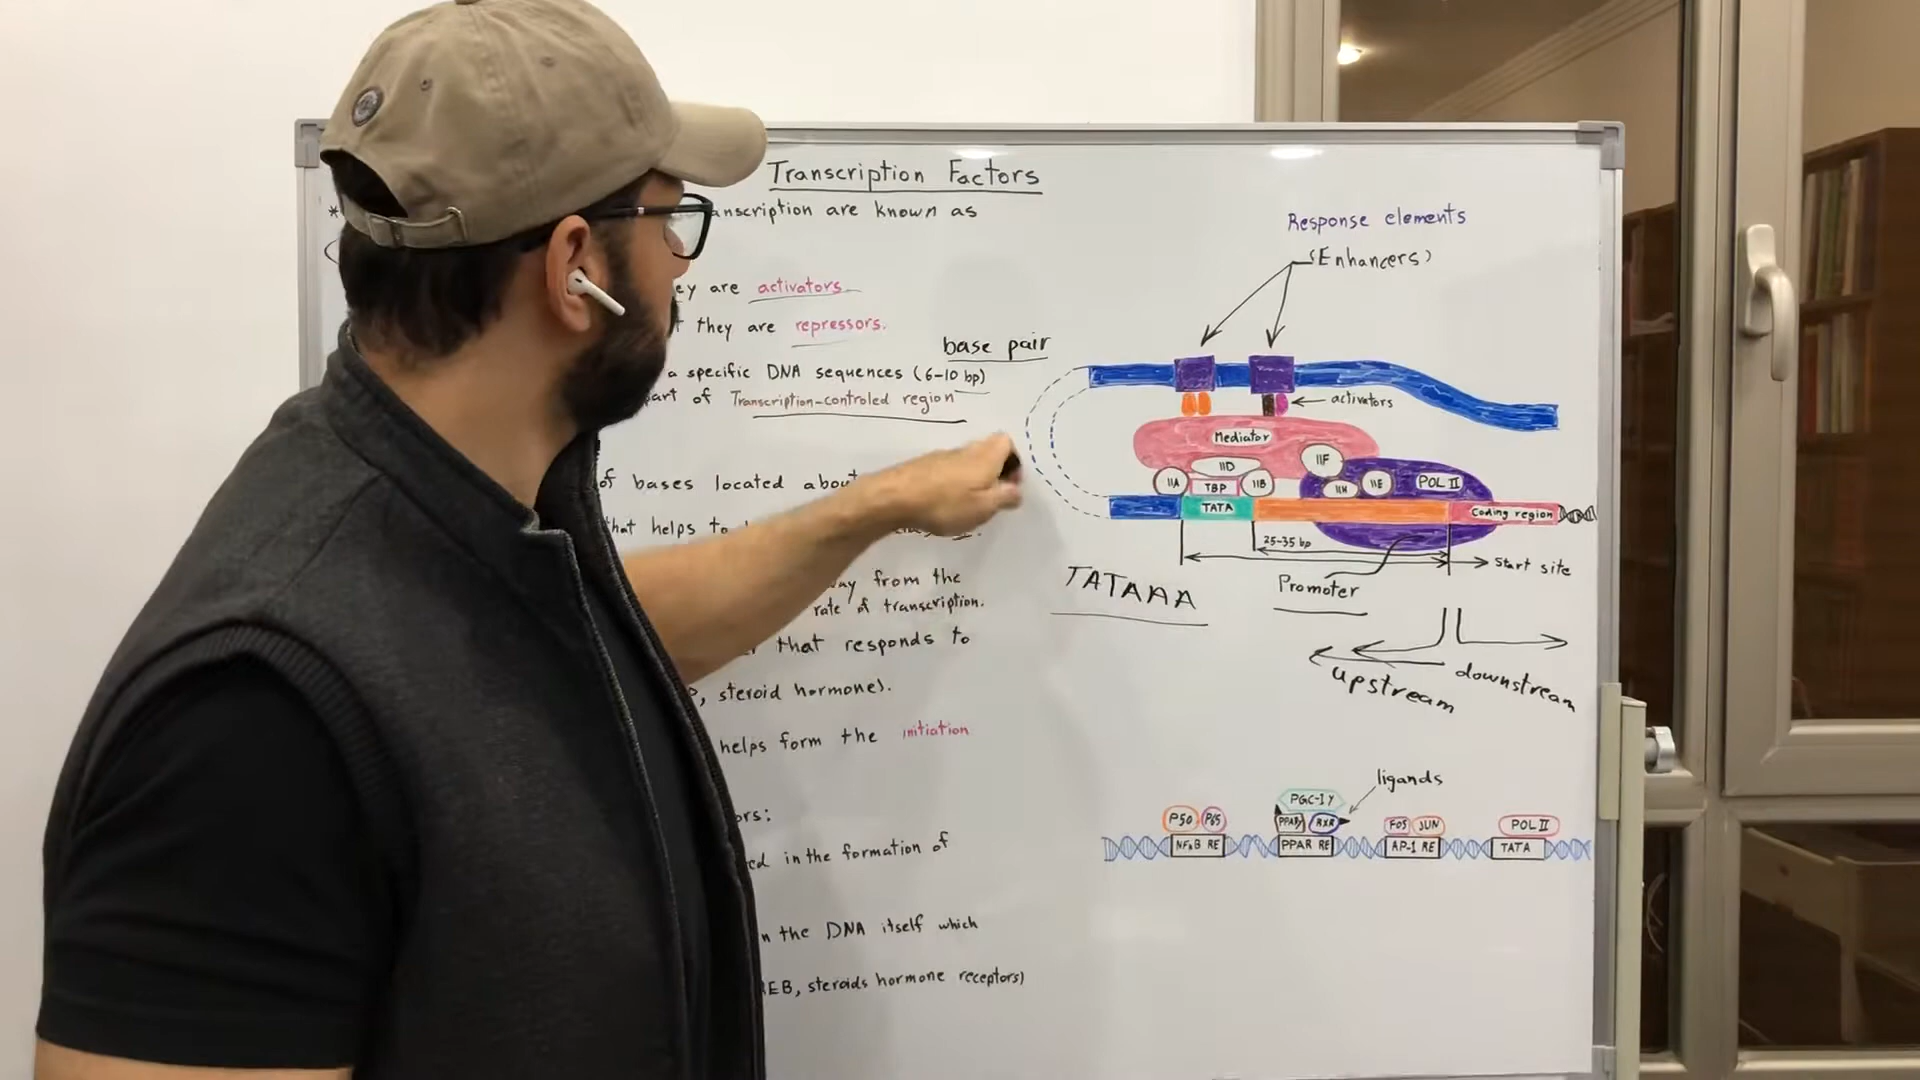 Transcription Factors
anscription are known as
ey are activators
they are repressors.
a specific DNA sequences (6-10 bp)
part of Transcription-controled region
base pair
of bases located about
that helps to
away from the
rate of transcription.
that responds to
, steroid hormone).
helps form the initiation
ors:
ed in the formation of
n the DNA itself which
REB, steroids hormone receptors)
Response elements
(Enhancers)
activators
Mediator
IID
IIF
IIA
TBP
IIB
IIH
IIE
POL II
TATA
Coding region
25-35 bp
Start site
Promoter
TATAAA
upstream
downstream
ligands
PGC-1γ
P50 P65
PPARγ RXR
FOS JUN
POL II
NFκB RE
PPAR RE
AP-1 RE
TATA